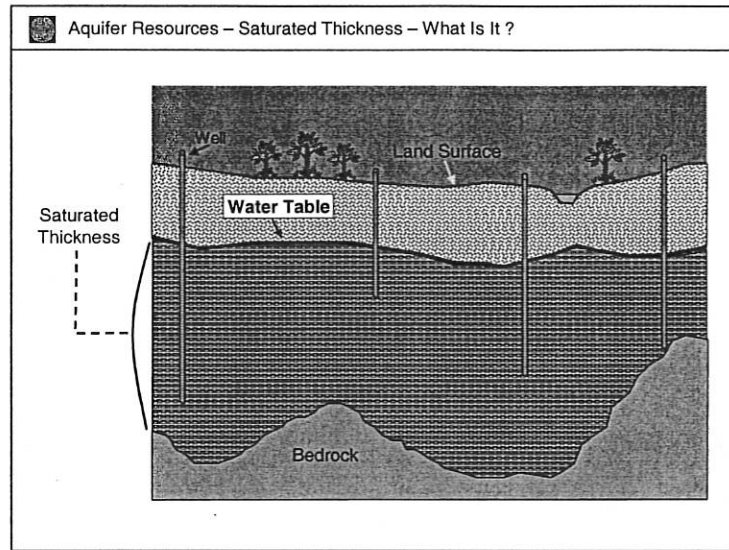 Aquifer Resources – Saturated Thickness – What Is It ?
Well
Land Surface
Water Table
Saturated
Thickness
Bedrock